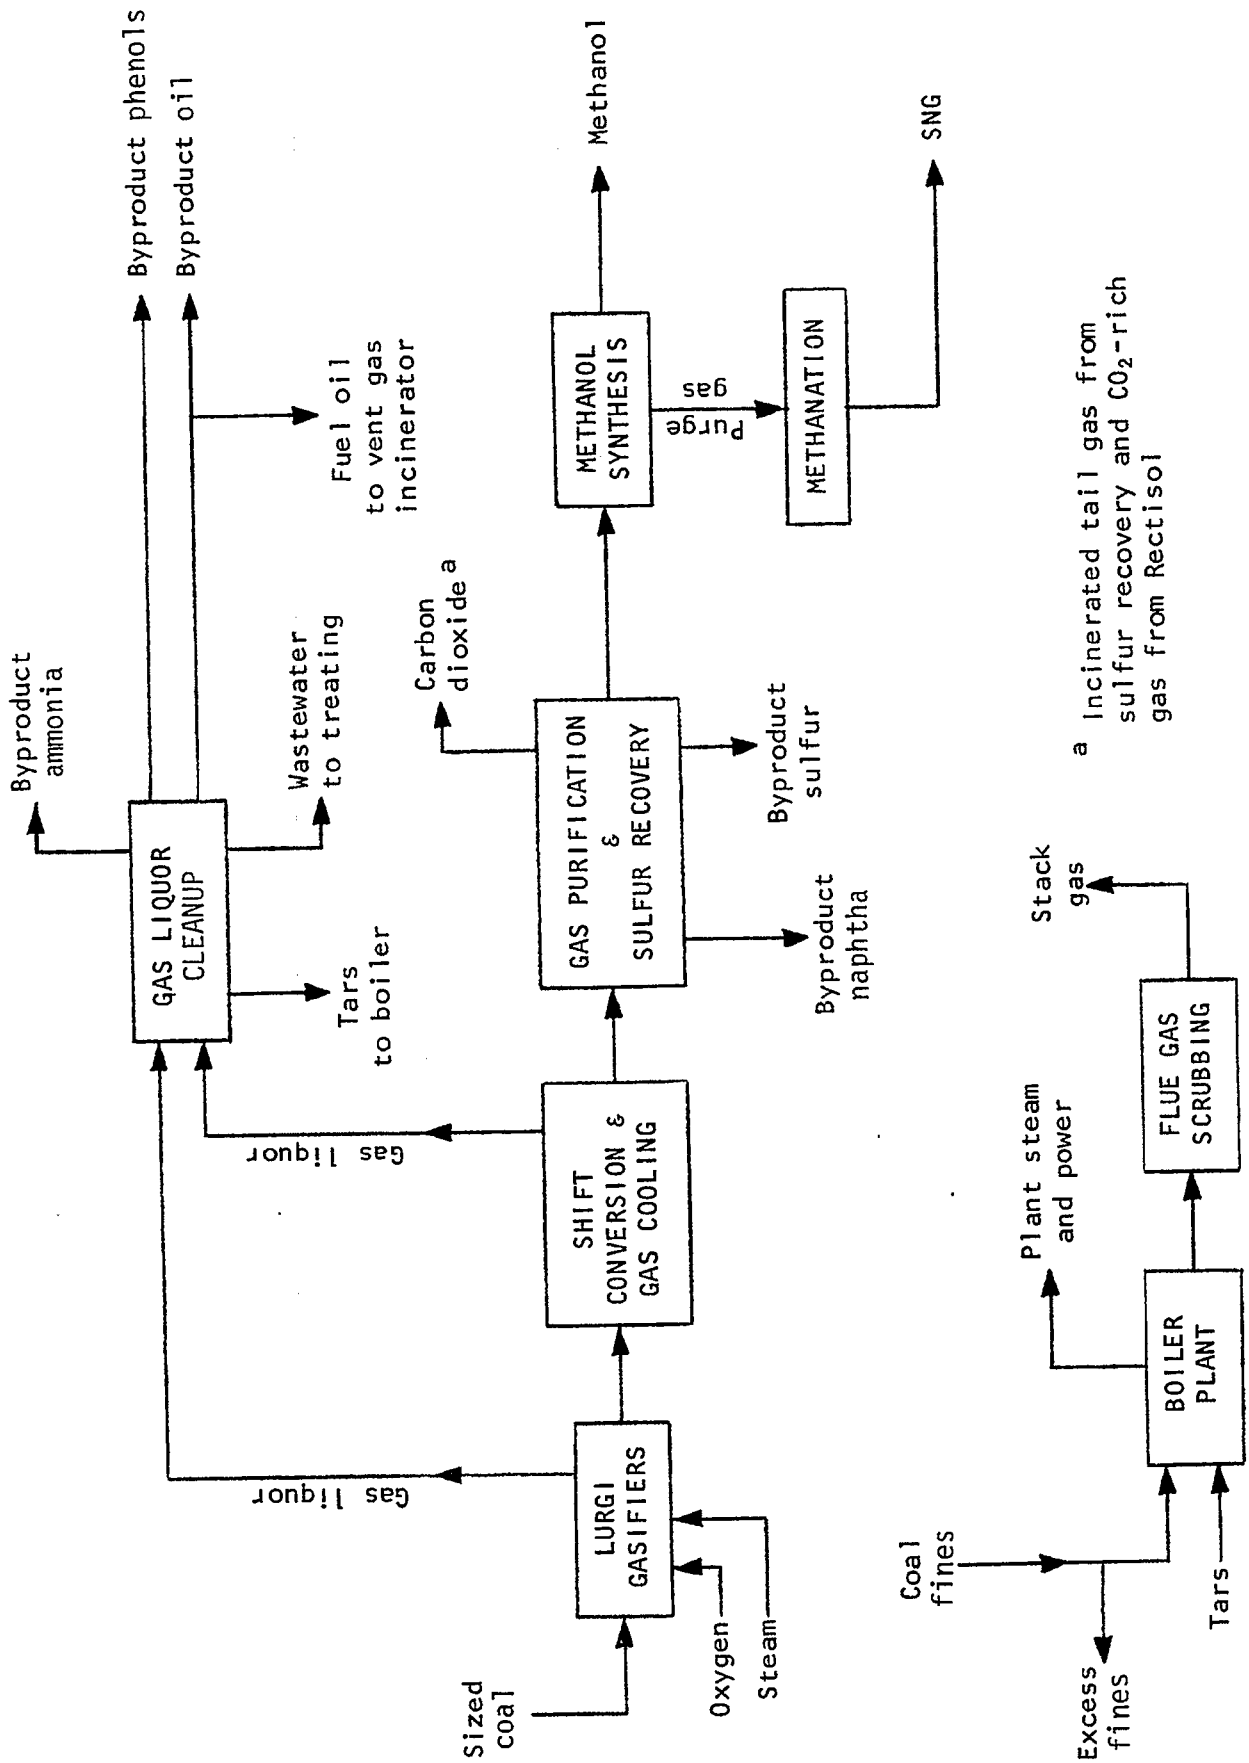 Byproduct
ammonia
Byproduct phenols
Byproduct oil
GAS LIQUOR
CLEANUP
Tars
to boiler
Wastewater
to treating
Fuel oil
to vent gas
incinerator
Gas liquor
Gas liquor
Carbon
dioxide a
Sized
coal
Oxygen
Steam
LURGI
GASIFIERS
SHIFT
CONVERSION &
GAS COOLING
GAS PURIFICATION
&
SULFUR RECOVERY
METHANOL
SYNTHESIS
Methanol
Purge
gas
METHANATION
SNG
Byproduct
naphtha
Byproduct
sulfur
Coal
fines
Excess
fines
Tars
BOILER
PLANT
Plant steam
and power
FLUE GAS
SCRUBBING
Stack
gas
a Incinerated tail gas from
sulfur recovery and CO₂-rich
gas from Rectisol